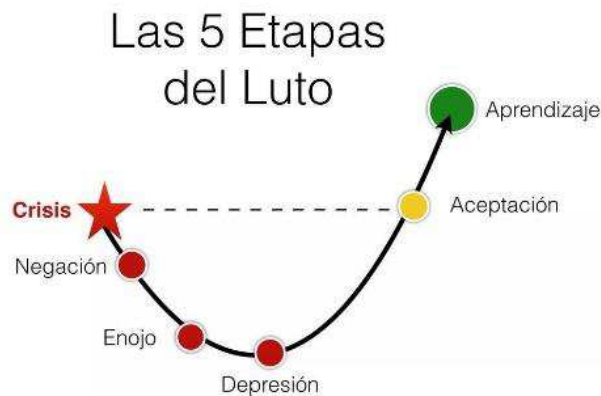 Las 5 Etapas
del Luto
Aprendizaje
Crisis
Aceptación
Negación
Enojo
Depresión